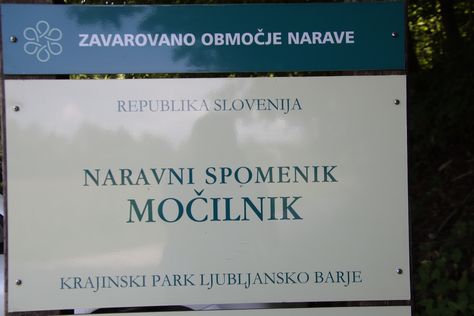 ZAVAROVANO OBMOČJE NARAVE
REPUBLIKA SLOVENIJA
NARAVNI SPOMENIK
MOČILNIK
KRAJINSKI PARK LJUBLJANSKO BARJE